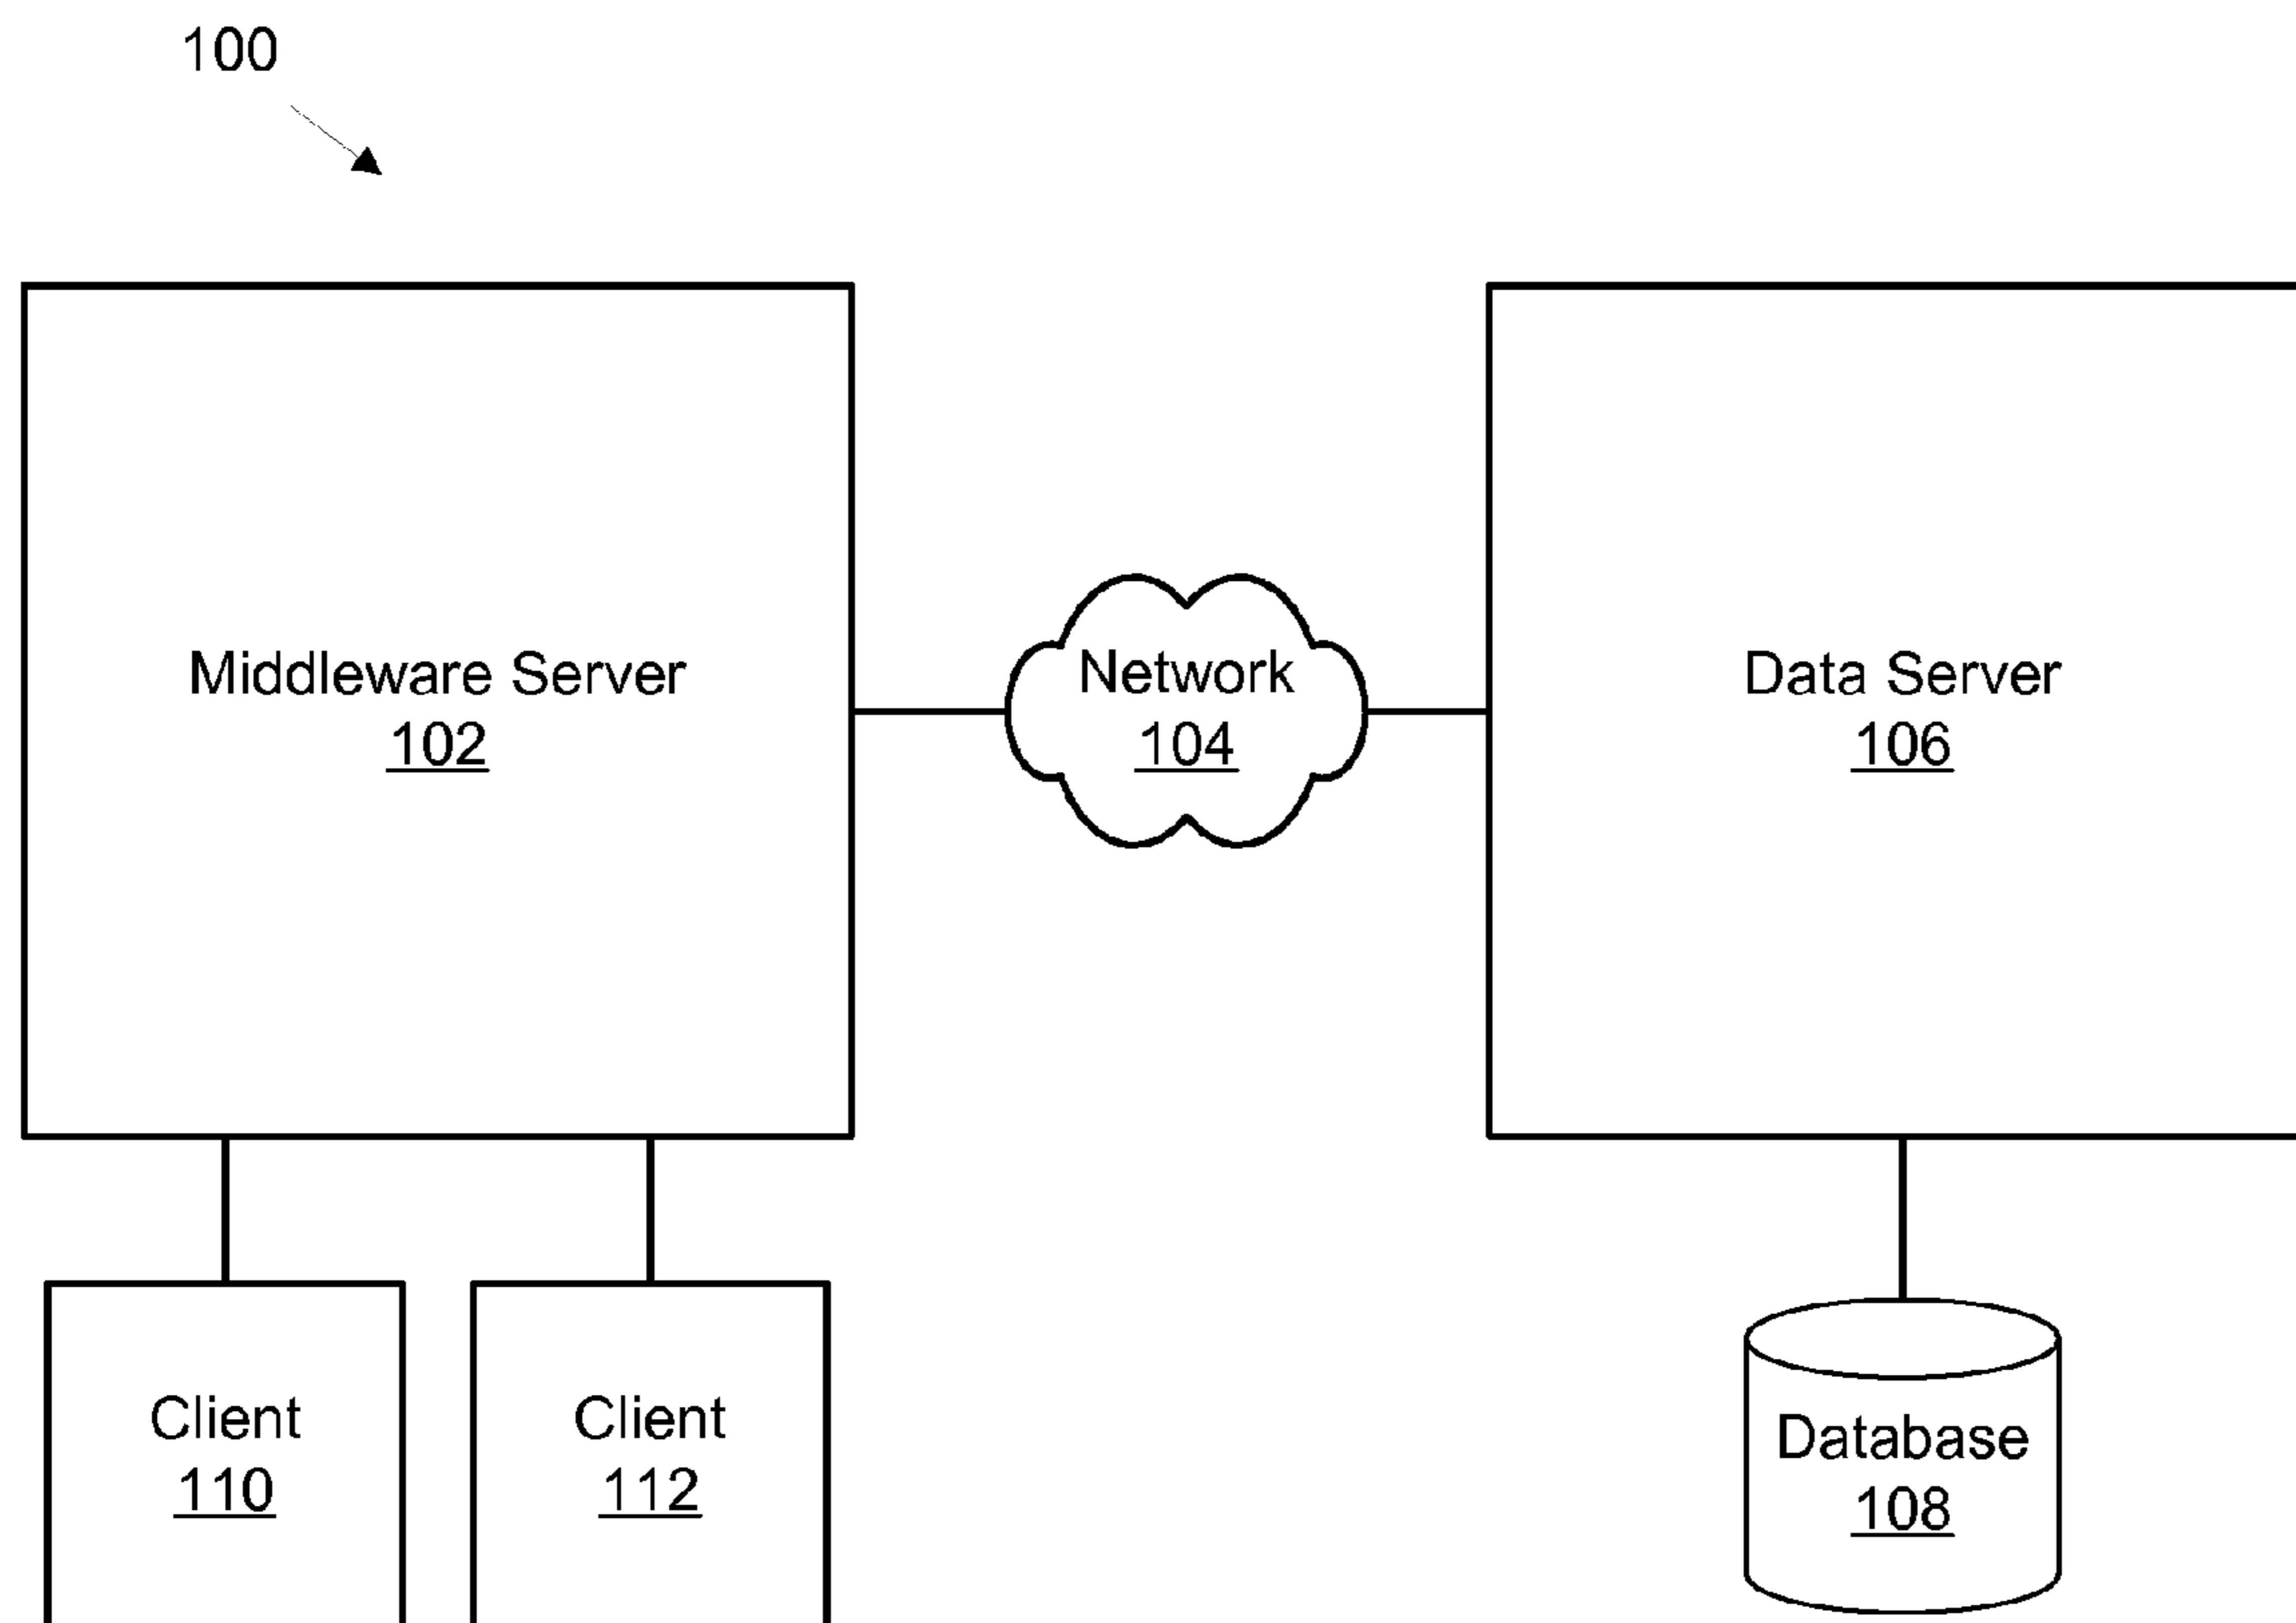 100
Middleware Server
102
Network
104
Data Server
106
Client
110
Client
112
Database
108